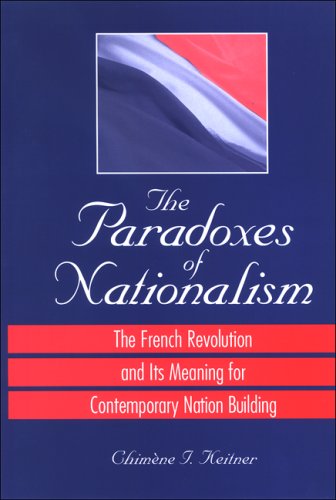 The
Paradoxes
of
Nationalism
The French Revolution
and Its Meaning for
Contemporary Nation Building
Chimène I. Keitner